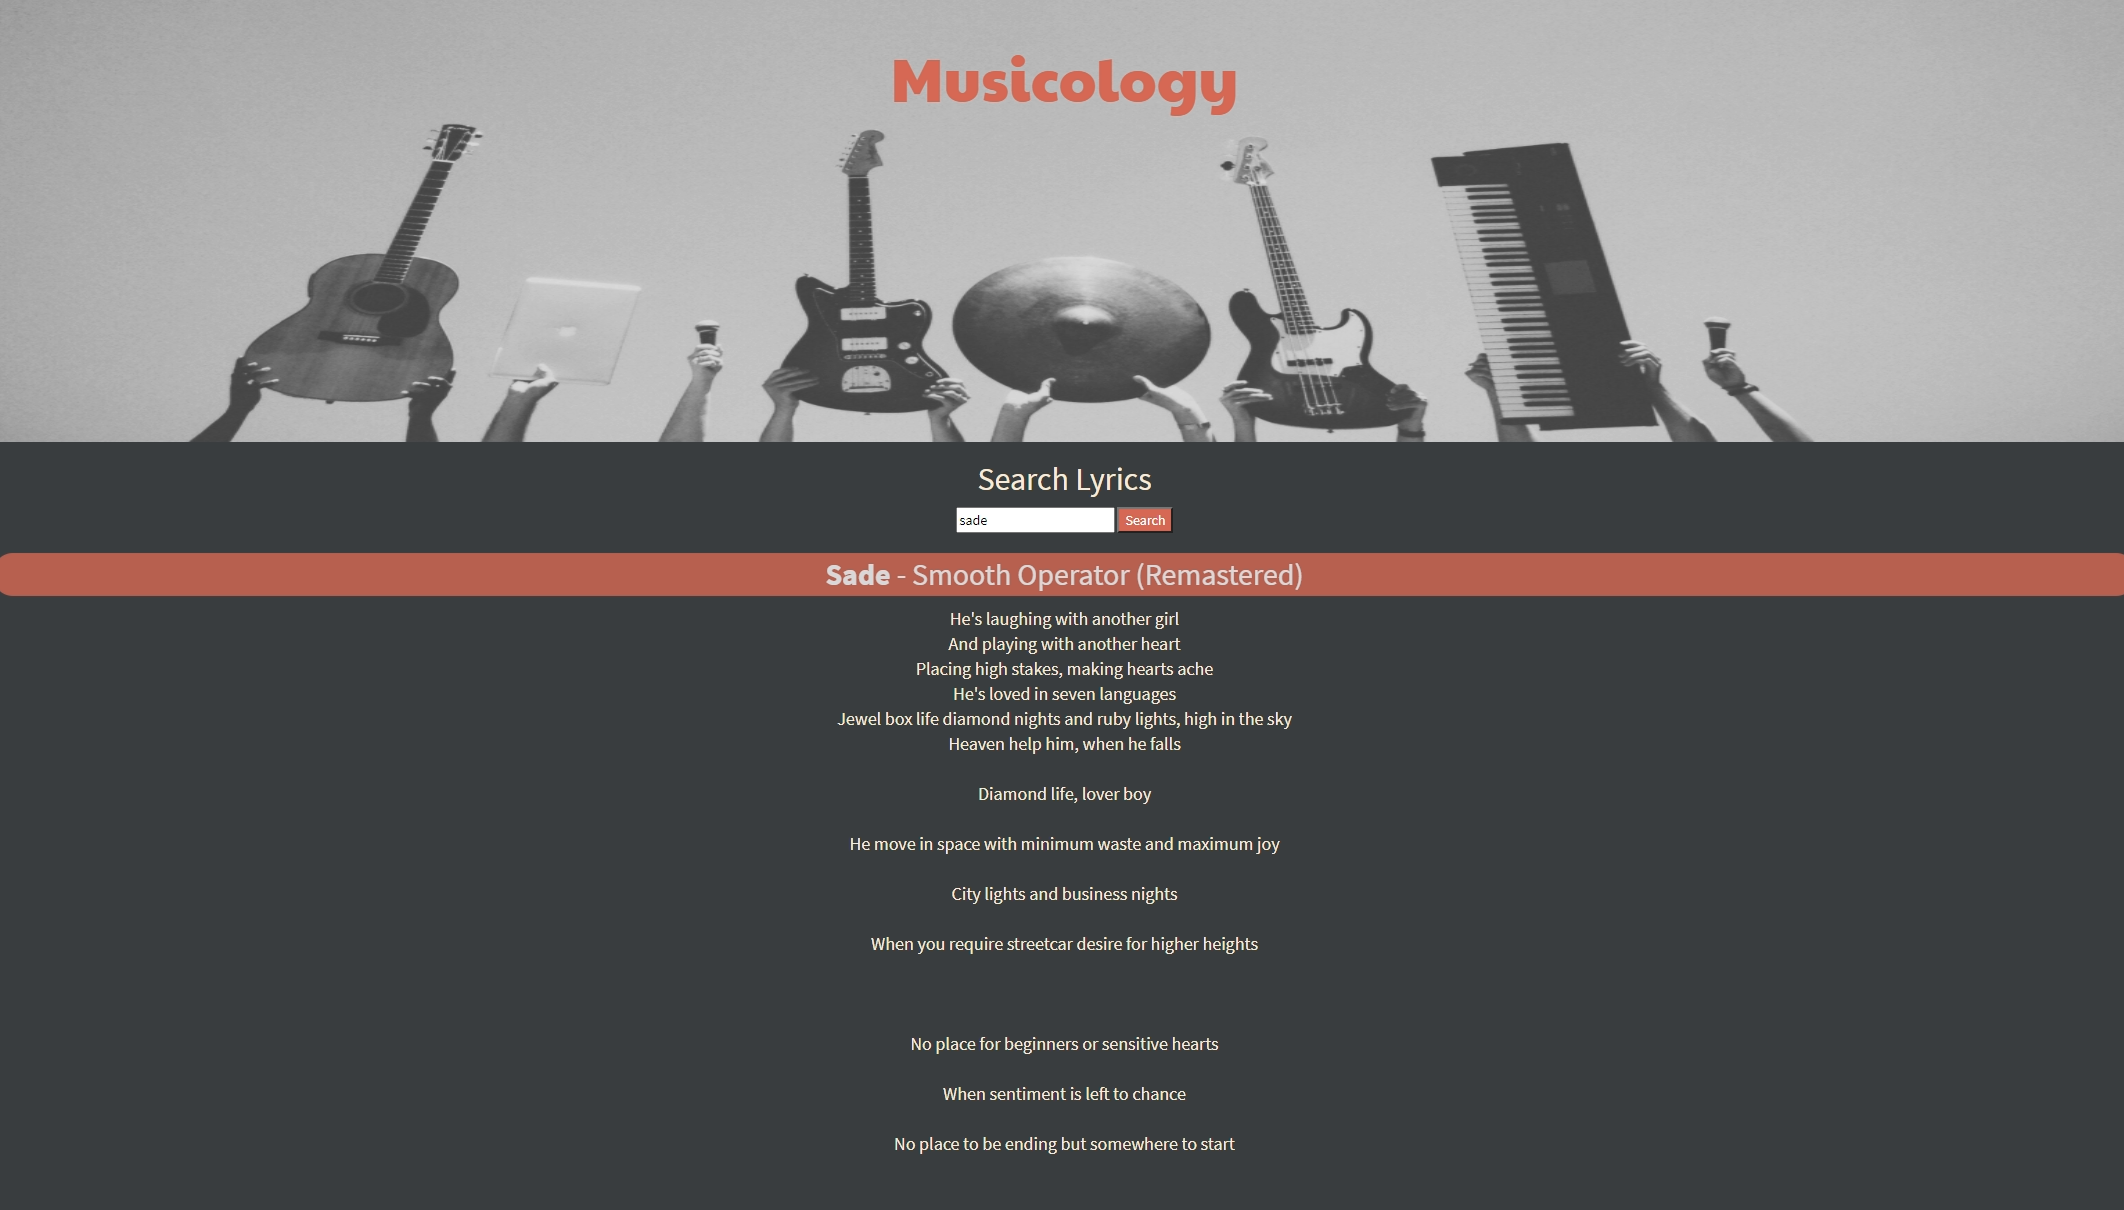 Musicology
Search Lyrics
sade Search
Sade - Smooth Operator (Remastered)
He's laughing with another girl
And playing with another heart
Placing high stakes, making hearts ache
He's loved in seven languages
Jewel box life diamond nights and ruby lights, high in the sky
Heaven help him, when he falls
Diamond life, lover boy
He move in space with minimum waste and maximum joy
City lights and business nights
When you require streetcar desire for higher heights
No place for beginners or sensitive hearts
When sentiment is left to chance
No place to be ending but somewhere to start